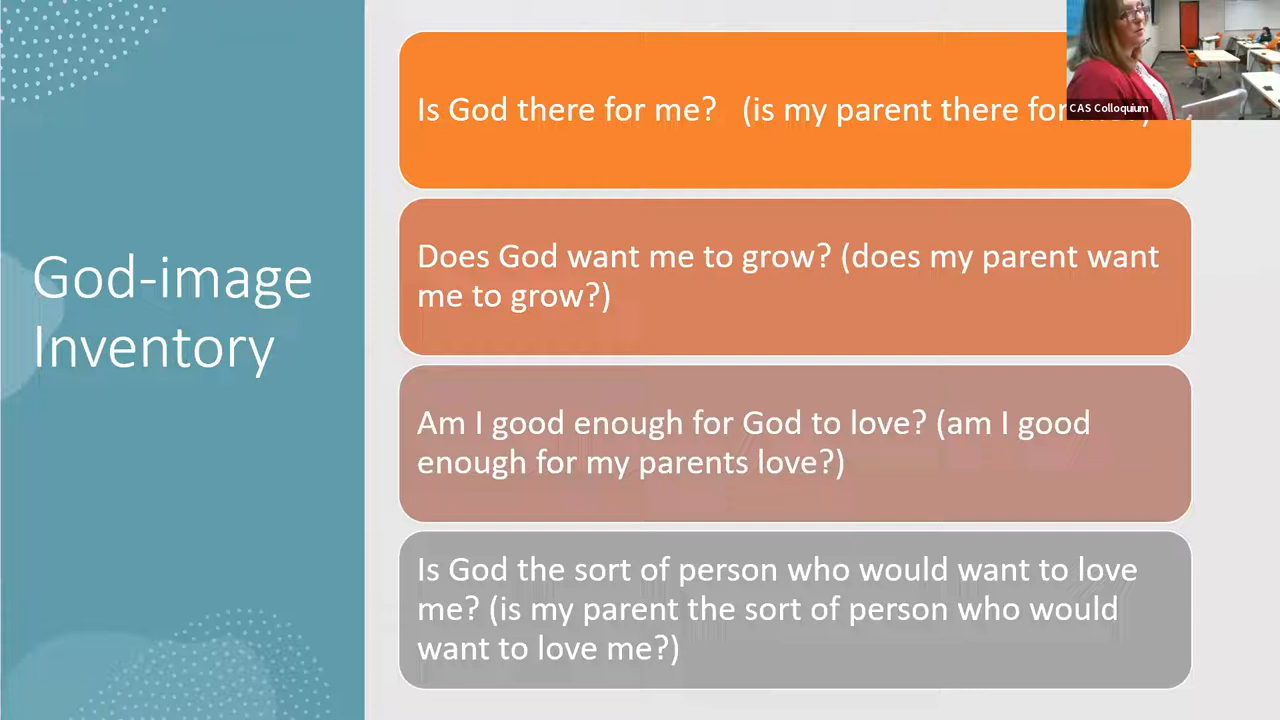 God-image
Inventory
Is God there for me?   (is my parent there for
Does God want me to grow? (does my parent want
me to grow?)
Am I good enough for God to love? (am I good
enough for my parents love?)
Is God the sort of person who would want to love
me? (is my parent the sort of person who would
want to love me?)
CAS Colloquium